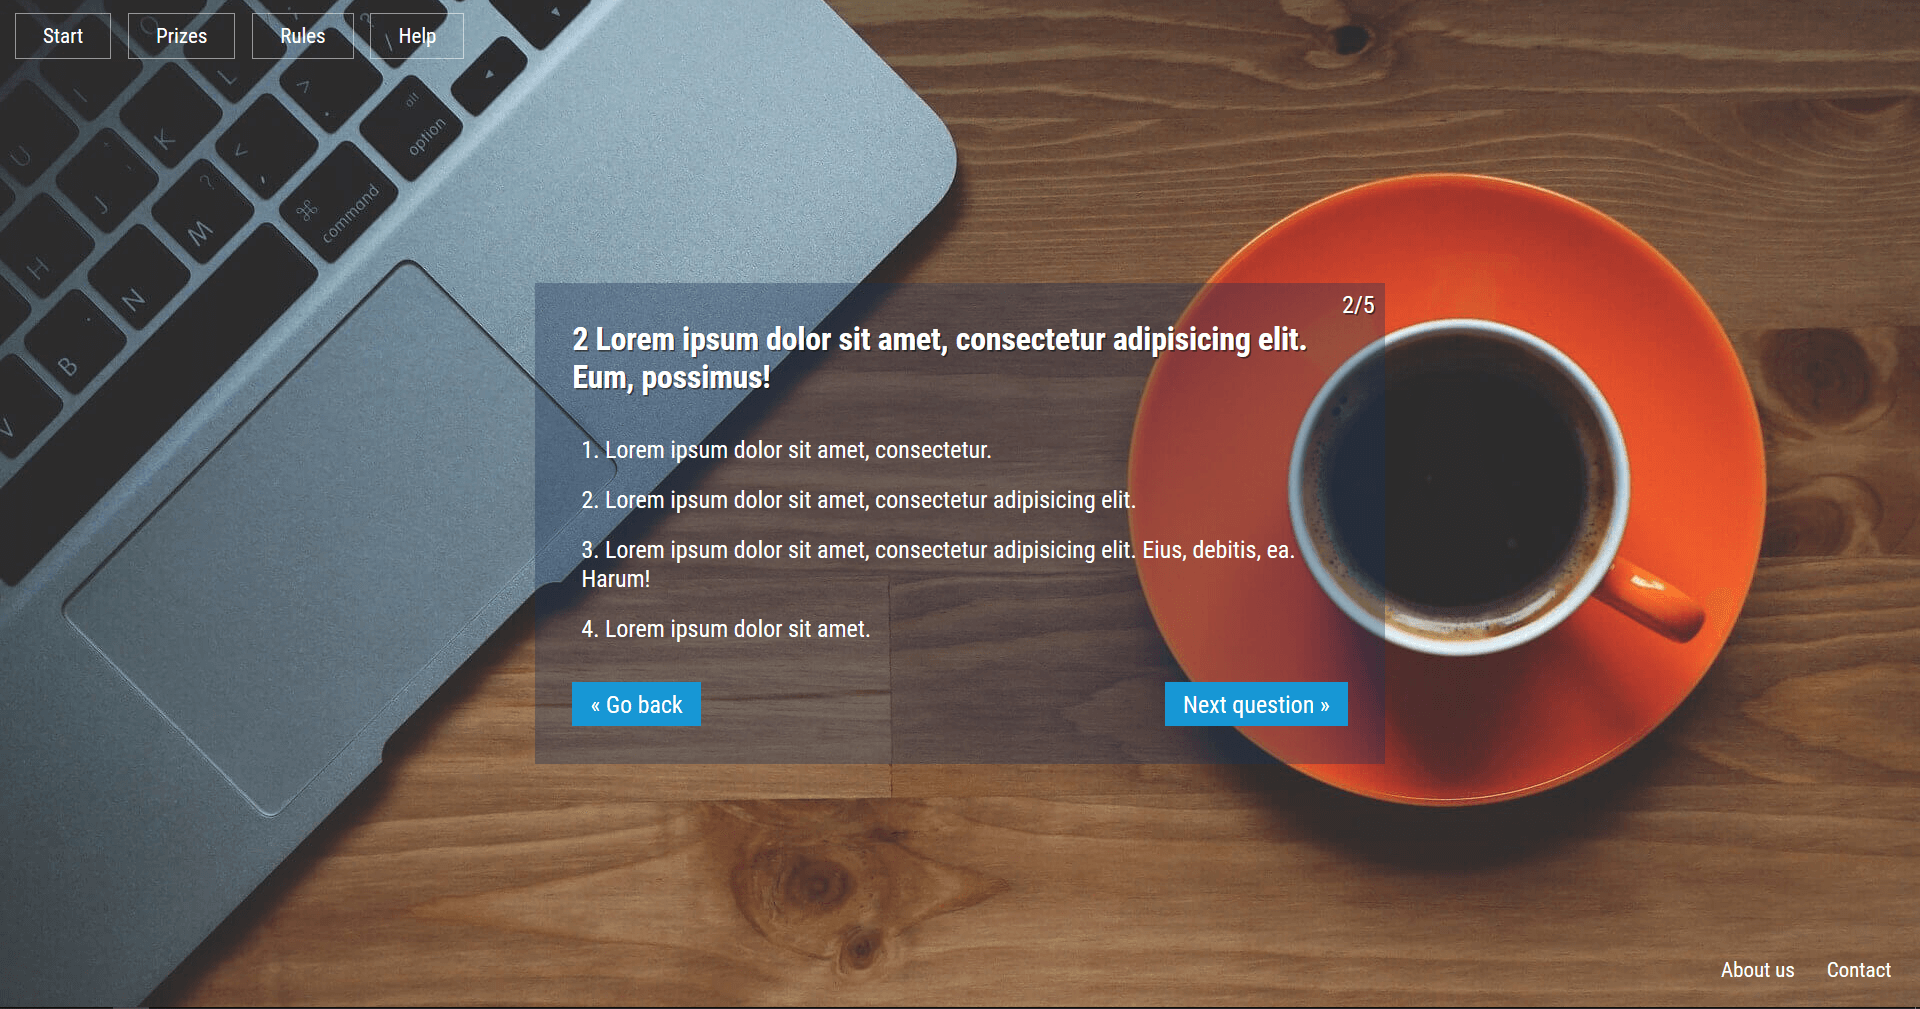 Start Prizes Rules Help
2/5
2 Lorem ipsum dolor sit amet, consectetur adipisicing elit.
Eum, possimus!
1. Lorem ipsum dolor sit amet, consectetur.
2. Lorem ipsum dolor sit amet, consectetur adipisicing elit.
3. Lorem ipsum dolor sit amet, consectetur adipisicing elit. Eius, debitis, ea.
Harum!
4. Lorem ipsum dolor sit amet.
« Go back Next question »
About us Contact
I L > .
alt
option
U K <
,
J ?
M ⌘
command
H
N
B
V